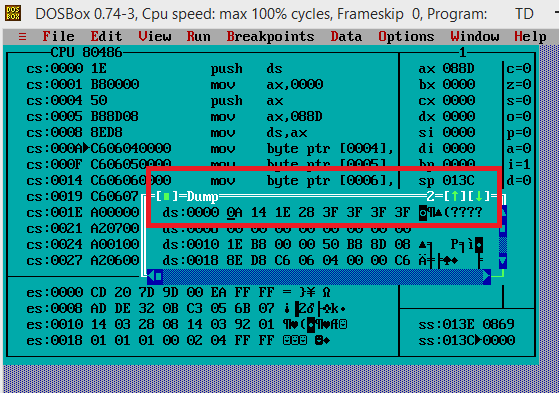 DOSBox 0.74-3, Cpu speed: max 100% cycles, Frameskip 0, Program: TD
≡ File Edit View Run Breakpoints Data Options Window Help
CPU 80486 1
cs:0000 1E push ds ax 088D c=0
cs:0001 B80000 mov ax,0000 bx 0000 z=0
cs:0004 50 push ax cx 0000 s=0
cs:0005 B88D08 mov ax,088D dx 0000 o=0
cs:0008 8ED8 mov ds,ax si 0000 p=0
cs:000A▶C606040000 mov byte ptr [0004], di 0000 a=0
cs:000F C606050000 mov byte ptr [0005], bp 0000 i=1
cs:0014 C606060000 mov byte ptr [0006], sp 013C d=0
cs:0019 C60607
=[■]=Dump 2=[↑][↓]=
cs:001E A00000 ds:0000 0A 14 1E 28 3F 3F 3F 3F ◙¶▲(????
cs:0021 A20700 00 00 00 00 00 00 00 00
cs:0024 A00100 ds:0010 1E B8 00 00 50 B8 8D 08 ▲╕ P╕ì◘
cs:0027 A20600 ds:0018 8E D8 C6 06 04 00 00 C6
es:0000 CD 20 7D 9D 00 EA FF FF = }¥ Ω
es:0008 AD DE 32 0B C3 05 6B 07 ¡▐2♂├♣k•
es:0010 14 03 28 08 14 03 92 01 ¶♥(◘¶♥Æ☺
es:0018 01 01 01 00 02 04 FF FF ☺☺☺ ☻♦
ss:013E 0869
ss:013C▶0000